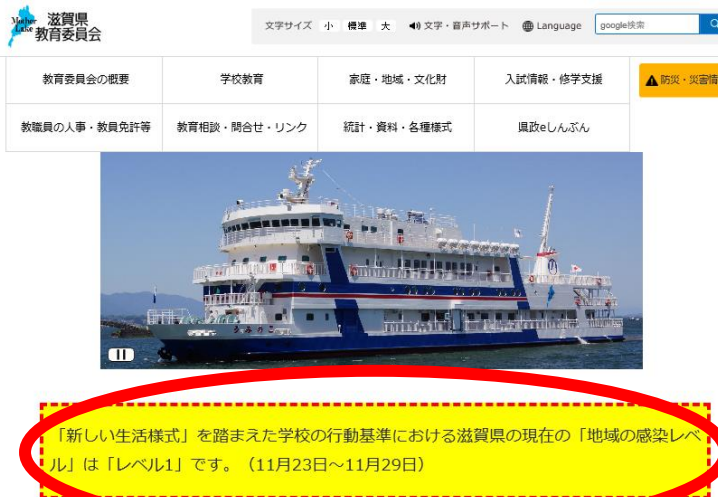 Mother Lake
滋賀県
教育委員会
文字サイズ 小 標準 大 文字・音声サポート Language google検索
教育委員会の概要 学校教育 家庭・地域・文化財 入試情報・修学支援 防災・災害情
教職員の人事・教員免許等 教育相談・問合せ・リンク 統計・資料・各種様式 県政eしんぶん
うみのこ
「新しい生活様式」を踏まえた学校の行動基準における滋賀県の現在の「地域の感染レベ
ル」は「レベル1」です。（11月23日～11月29日）